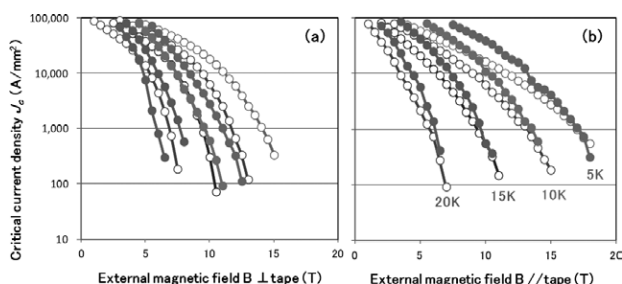 Critical current density Jc (A/mm²)
100,000
10,000
1,000
100
10
(a)
0 5 10 15 20
External magnetic field B ⊥ tape (T)
(b)
20K 15K 10K 5K
0 5 10 15 20
External magnetic field B // tape (T)